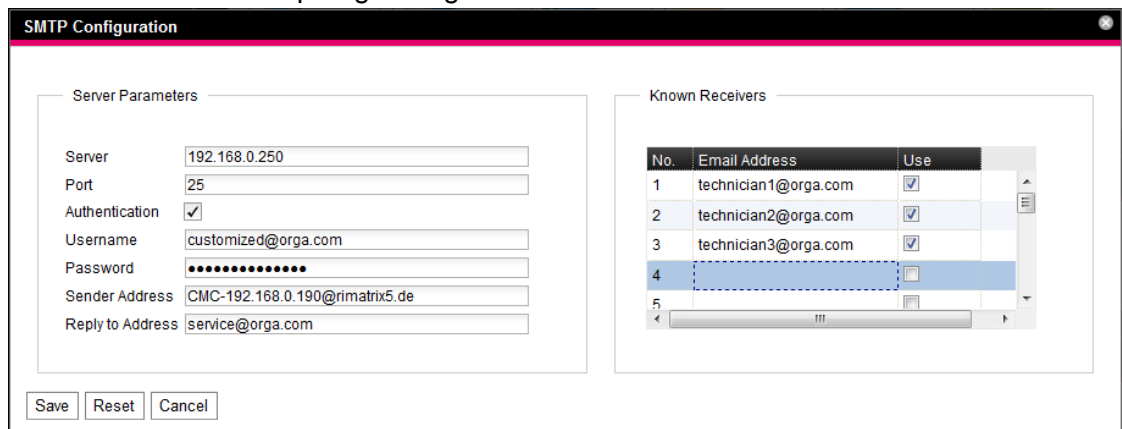 SMTP Configuration
Server Parameters
Server 192.168.0.250
Port 25
Authentication
Username customized@orga.com
Password ●●●●●●●●●●●●●●
Sender Address CMC-192.168.0.190@rimatrix5.de
Reply to Address service@orga.com
Known Receivers
No. Email Address Use
1 technician1@orga.com
2 technician2@orga.com
3 technician3@orga.com
4
5
Save Reset Cancel